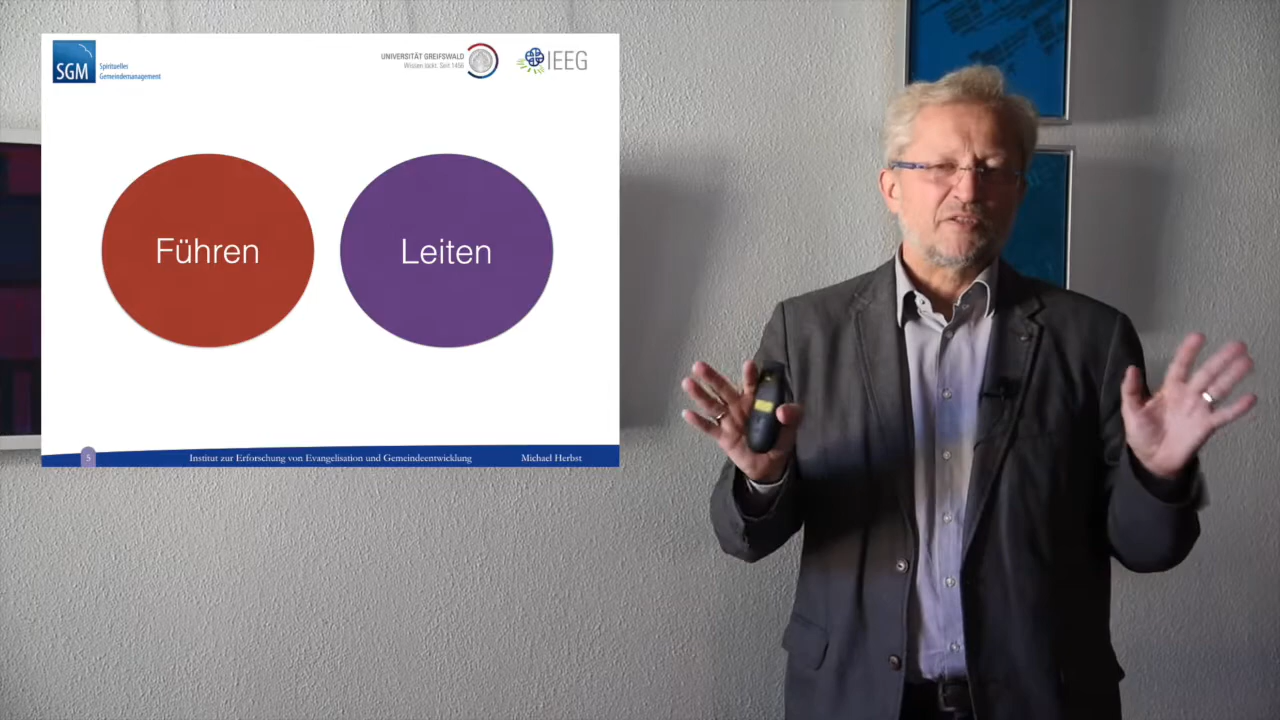 SGM
Spirituelles
Gemeindemanagement
UNIVERSITÄT GREIFSWALD
Wissen lockt. Seit 1456
IEEG
Führen
Leiten
5
Institut zur Erforschung von Evangelisation und Gemeindeentwicklung
Michael Herbst